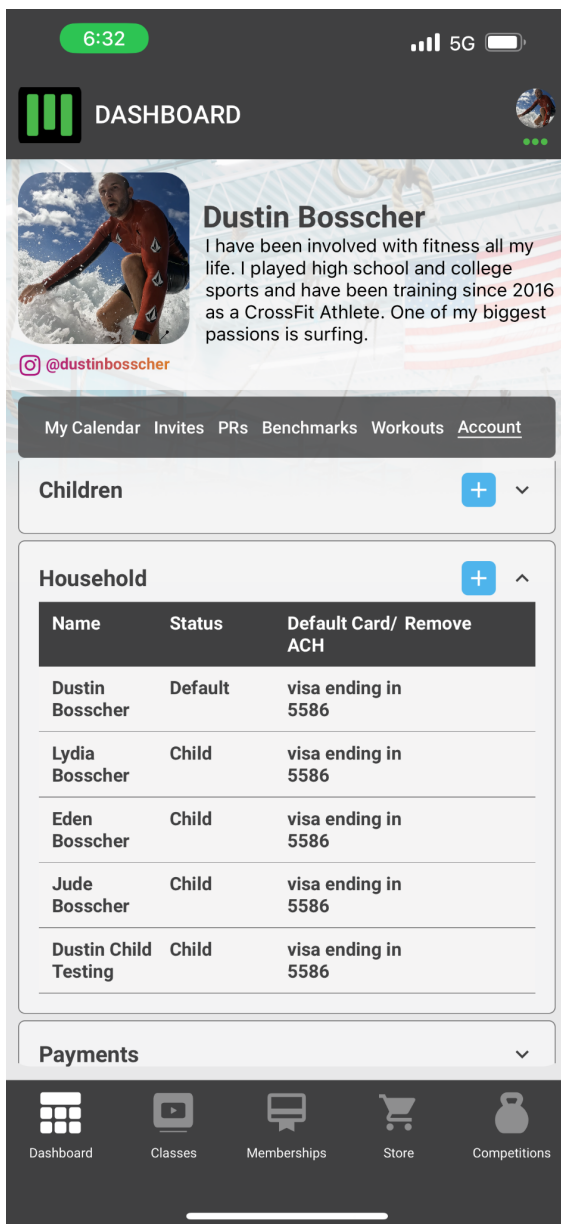 6:32
5G
DASHBOARD
Dustin Bosscher
I have been involved with fitness all my
life. I played high school and college
sports and have been training since 2016
as a CrossFit Athlete. One of my biggest
passions is surfing.
@dustinbosscher
My Calendar Invites PRs Benchmarks Workouts Account
Children
Household
Name Status Default Card/ Remove
ACH
Dustin Default visa ending in
Bosscher 5586
Lydia Child visa ending in
Bosscher 5586
Eden Child visa ending in
Bosscher 5586
Jude Child visa ending in
Bosscher 5586
Dustin Child Child visa ending in
Testing 5586
Payments
Dashboard Classes Memberships Store Competitions